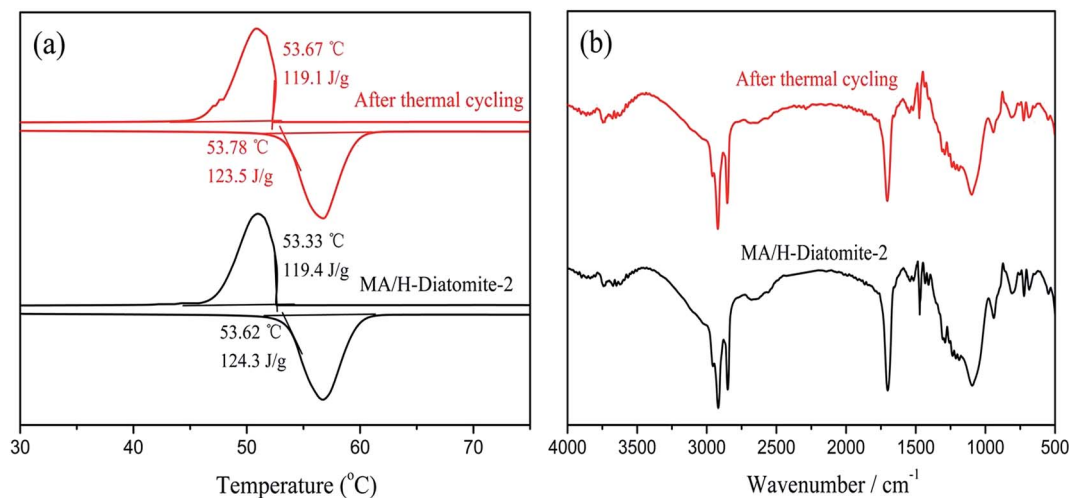 (a)
53.67 ℃
119.1 J/g
After thermal cycling
53.78 ℃
123.5 J/g
53.33 ℃
119.4 J/g
MA/H-Diatomite-2
53.62 ℃
124.3 J/g
30 40 50 60 70
Temperature (°C)
(b)
After thermal cycling
MA/H-Diatomite-2
4000 3500 3000 2500 2000 1500 1000 500
Wavenumber / cm⁻¹